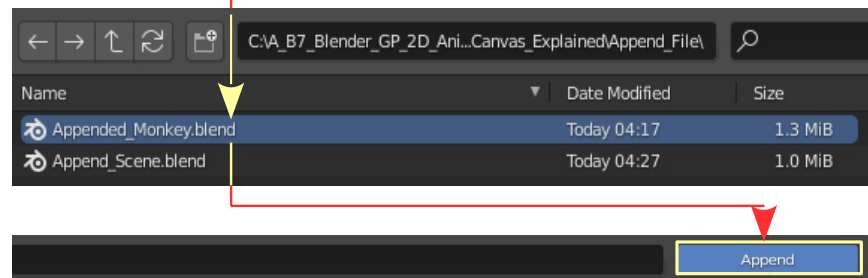 C:\A_B7_Blender_GP_2D_Ani...Canvas_Explained\Append_File\
Name Date Modified Size
Appended_Monkey.blend Today 04:17 1.3 MiB
Append_Scene.blend Today 04:27 1.0 MiB
Append